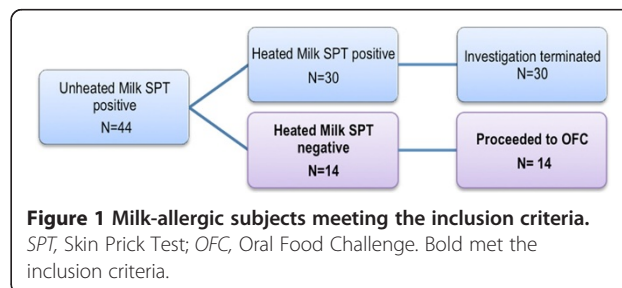 Unheated Milk SPT
positive
N=44
Heated Milk SPT positive
N=30
Investigation terminated
N=30
Heated Milk SPT
negative
N=14
Proceeded to OFC
N= 14
Figure 1 Milk-allergic subjects meeting the inclusion criteria.
SPT, Skin Prick Test; OFC, Oral Food Challenge. Bold met the
inclusion criteria.